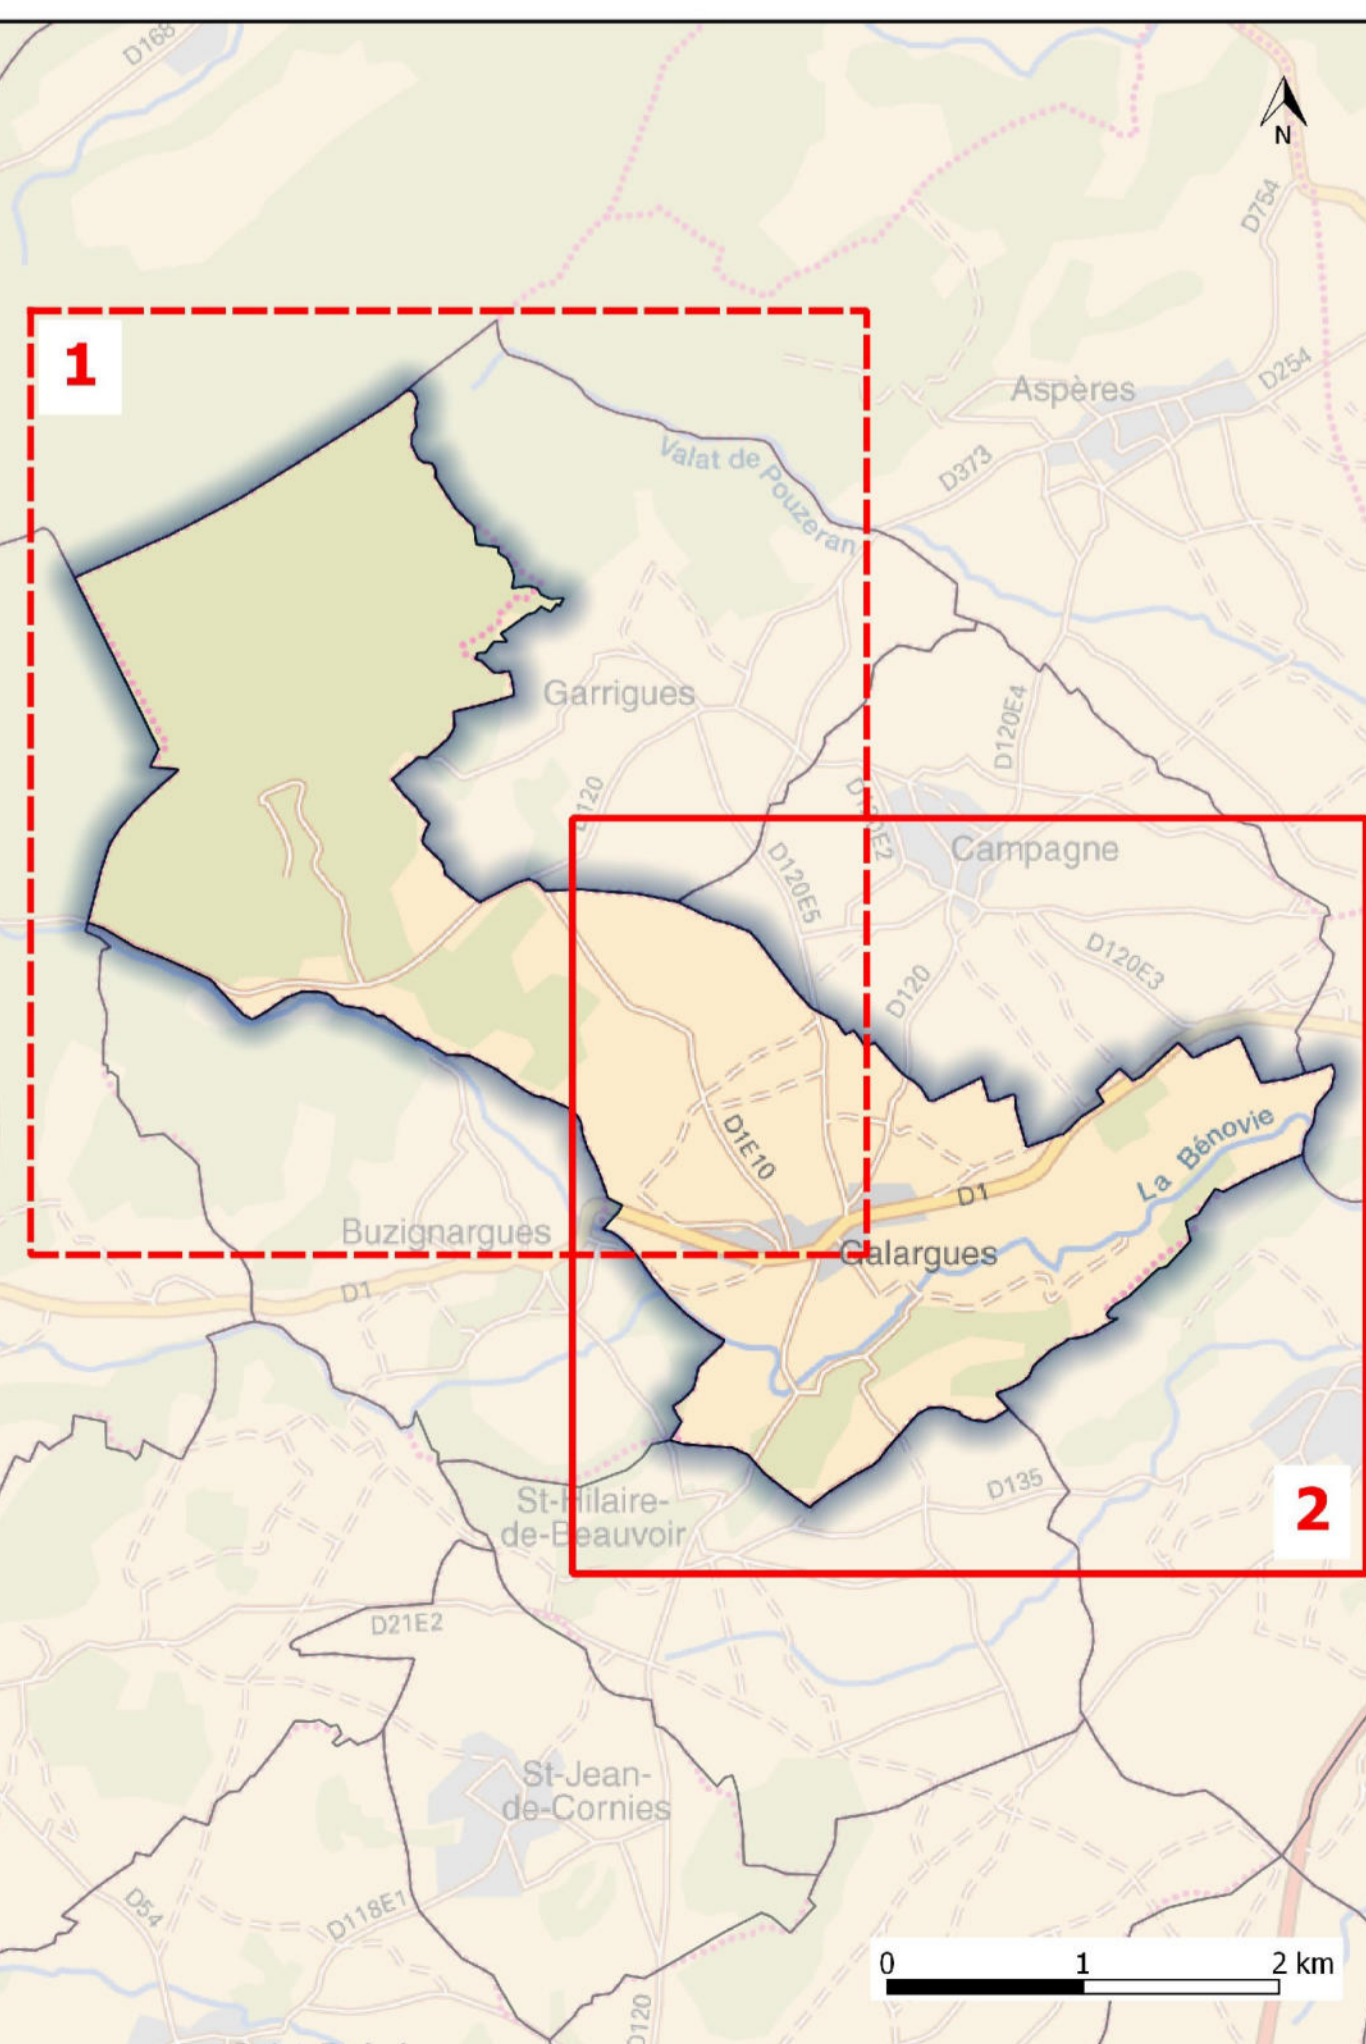 D168
N
D754
1
Aspères
D254
Valat de
Pouzeran
D373
Garrigues
D120E4
D120
D120E2
Campagne
D120E5
D120E3
D120
D1E10
La Bénovie
D1
Buzignargues
Galargues
D1
St-Hilaire-
de-Beauvoir
D135
2
D21E2
St-Jean-
de-Cornies
D54
D118E1
0 1 2 km
D120